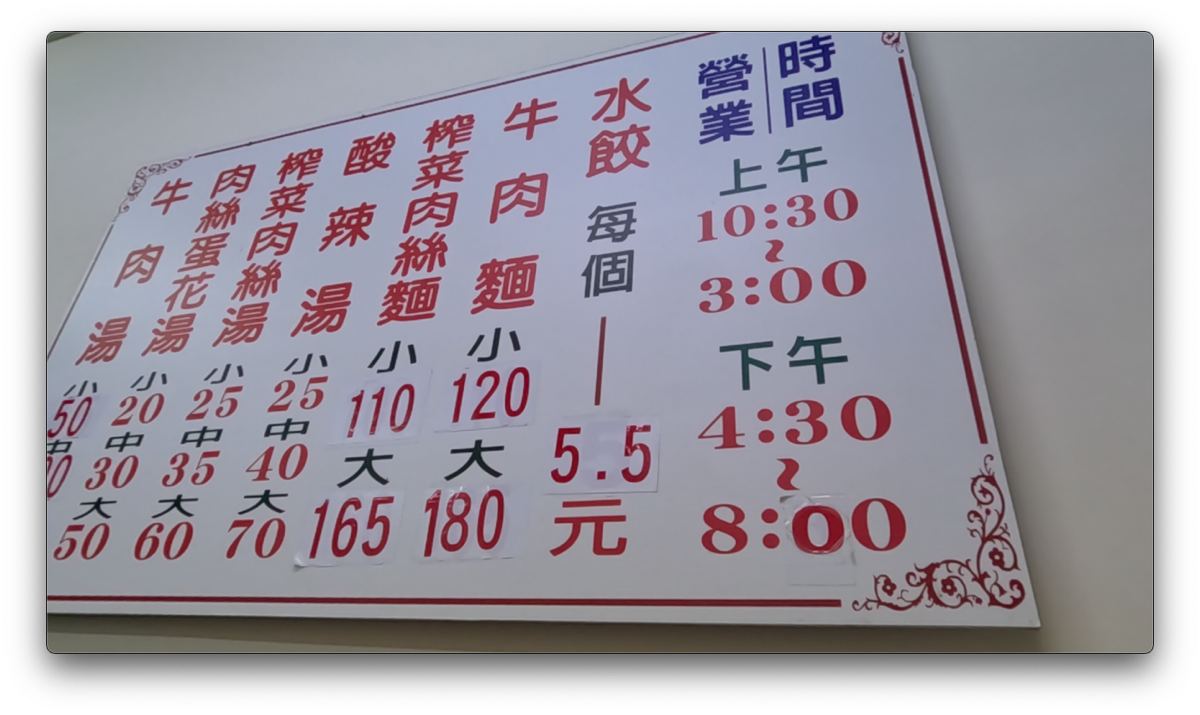 營業
時間
上午
10:30
~
3:00
下午
4:30
~
8:00
水餃每個一5.5元
牛肉麵
小
120
大
180
榨菜肉絲麵
小
110
大
165
酸辣湯
小
25
中
40
大
70
榨菜肉絲湯
小
25
中
35
大
60
肉絲蛋花湯
小
20
中
30
大
50
牛肉湯
小
50
中